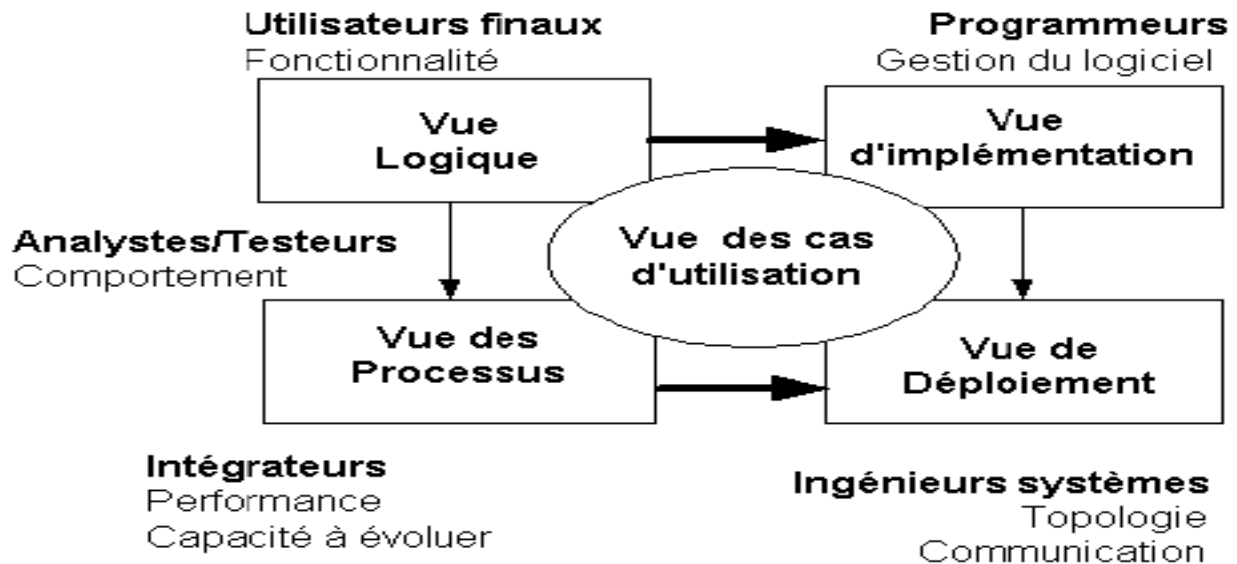 Utilisateurs finaux
Fonctionnalité
Programmeurs
Gestion du logiciel
Vue
Logique
Vue
d'implémentation
Vue des cas
d'utilisation
Analystes/Testeurs
Comportement
Vue des
Processus
Vue de
Déploiement
Intégrateurs
Performance
Capacité à évoluer
Ingénieurs systèmes
Topologie
Communication